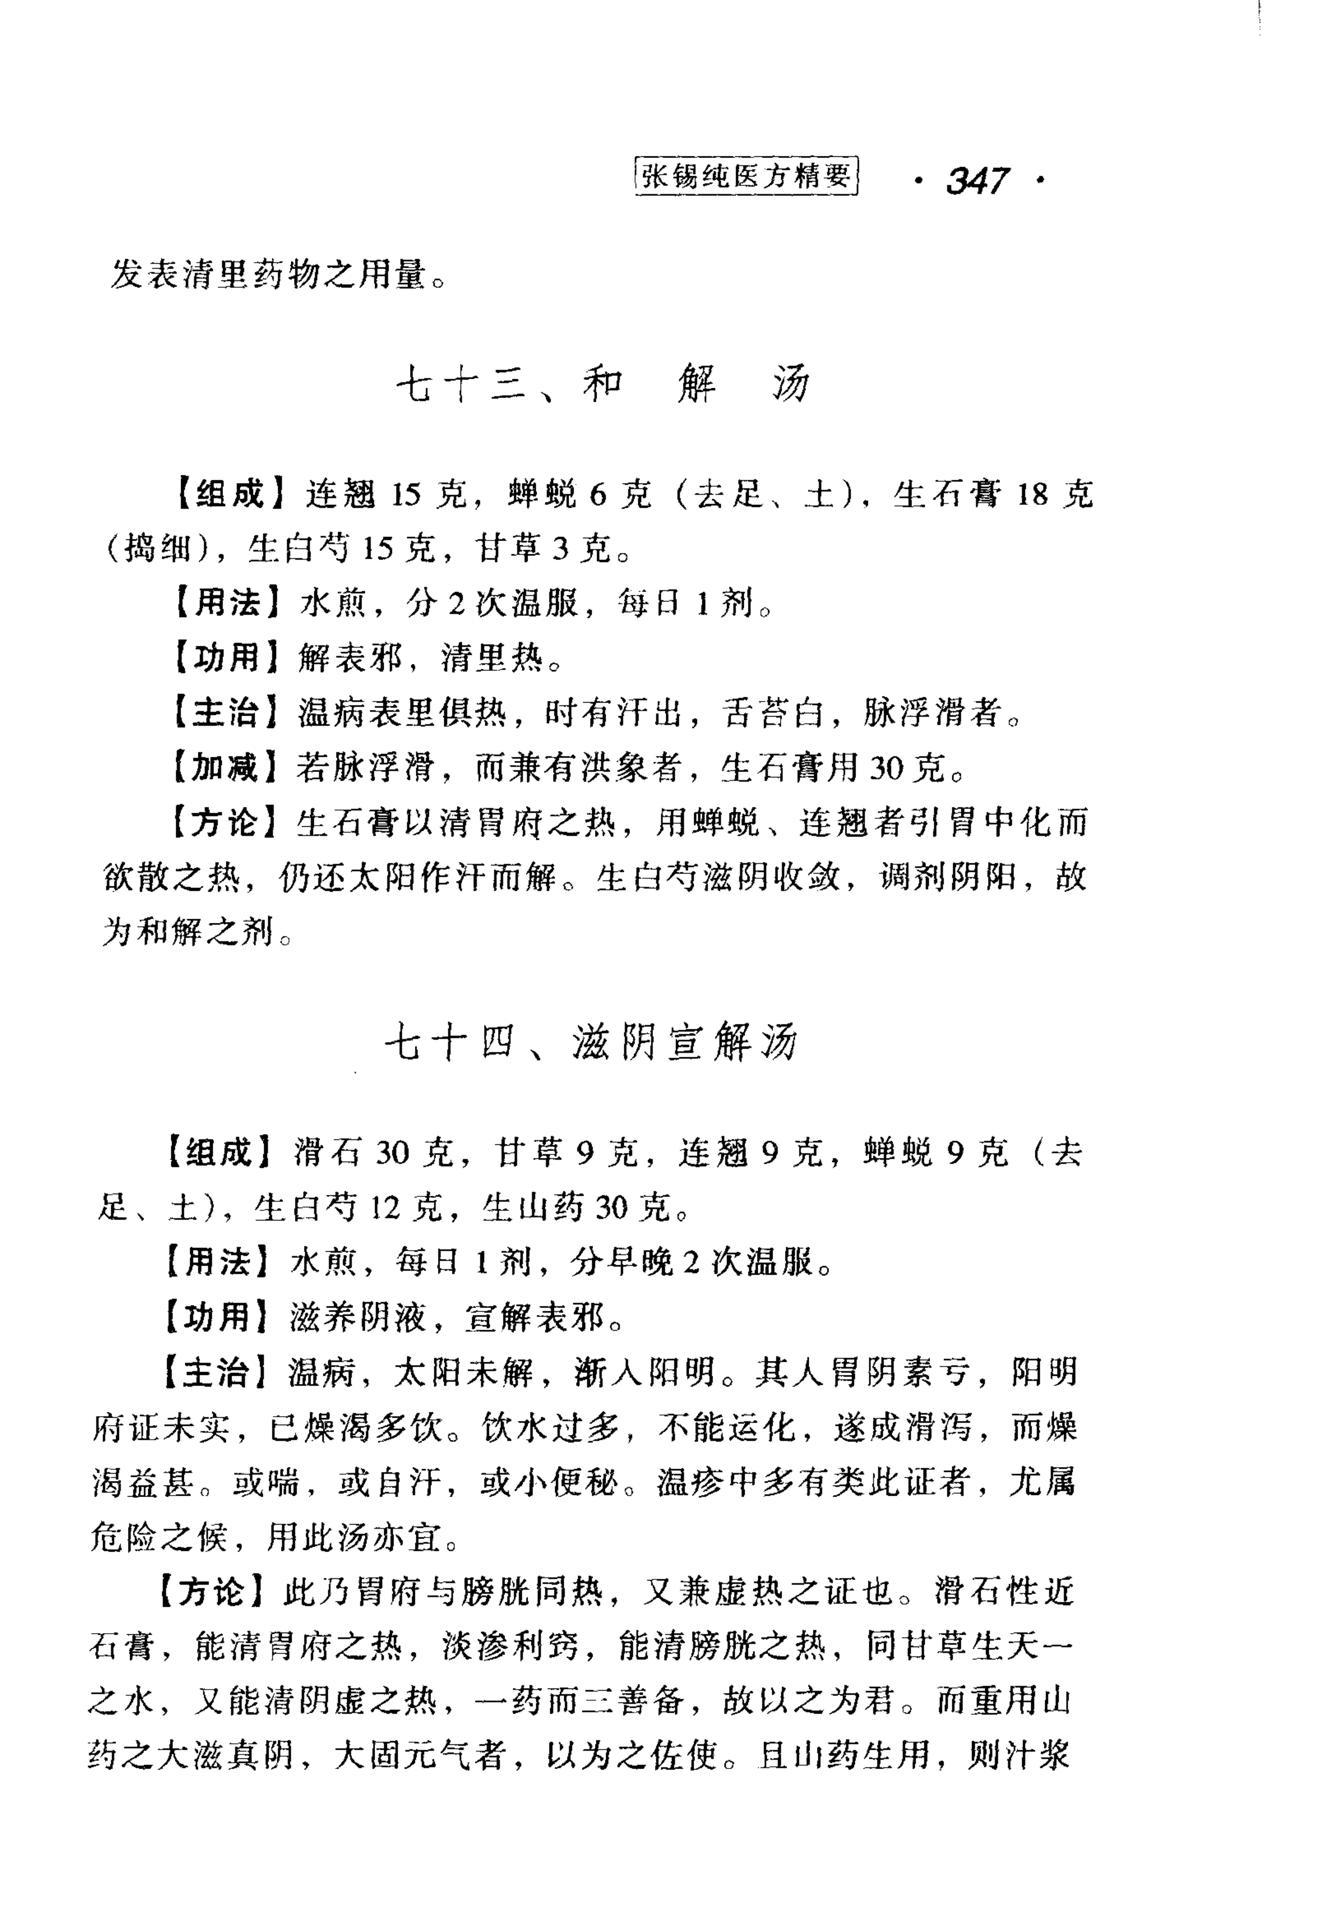 张锡纯医方精要 · 347 ·
发表清里药物之用量。
七十三、和 解 汤
【组成】连翘 15 克，蝉蜕 6 克（去足、土），生石膏 18 克
（捣细），生白芍 15 克，甘草 3 克。
【用法】水煎，分 2 次温服，每日 1 剂。
【功用】解表邪，清里热。
【主治】温病表里俱热，时有汗出，舌苔白，脉浮滑者。
【加减】若脉浮滑，而兼有洪象者，生石膏用 30 克。
【方论】生石膏以清胃府之热，用蝉蜕、连翘者引胃中化而
欲散之热，仍还太阳作汗而解。生白芍滋阴收敛，调剂阴阳，故
为和解之剂。
七十四、滋阴宣解汤
【组成】滑石 30 克，甘草 9 克，连翘 9 克，蝉蜕 9 克（去
足、土），生白芍 12 克，生山药 30 克。
【用法】水煎，每日 1 剂，分早晚 2 次温服。
【功用】滋养阴液，宣解表邪。
【主治】温病，太阳未解，渐入阳明。其人胃阴素亏，阳明
府证未实，已燥渴多饮。饮水过多，不能运化，遂成滑泻，而燥
渴益甚。或喘，或自汗，或小便秘。温疹中多有类此证者，尤属
危险之候，用此汤亦宜。
【方论】此乃胃府与膀胱同热，又兼虚热之证也。滑石性近
石膏，能清胃府之热，淡渗利窍，能清膀胱之热，同甘草生天一
之水，又能清阴虚之热，一药而三善备，故以之为君。而重用山
药之大滋真阴，大固元气者，以为之佐使。且山药生用，则汁浆